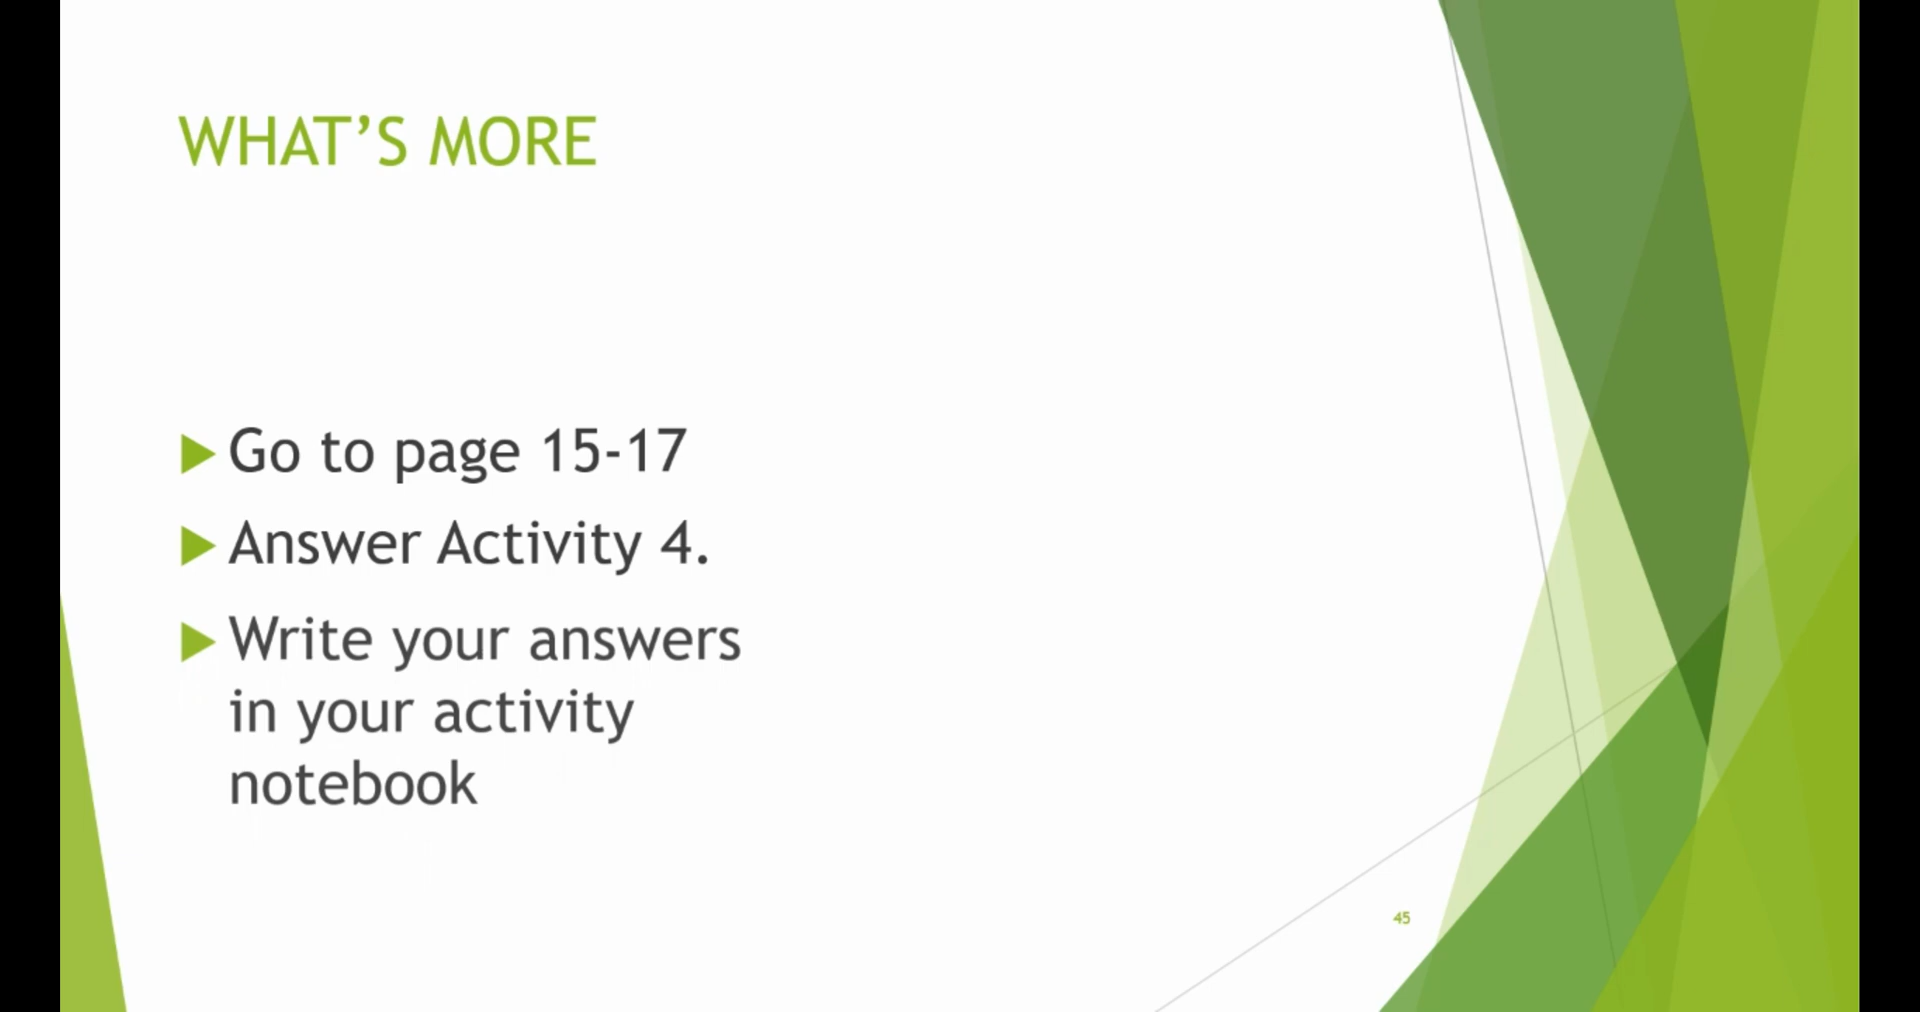 WHAT’S MORE
Go to page 15-17
Answer Activity 4.
Write your answers
in your activity
notebook
45